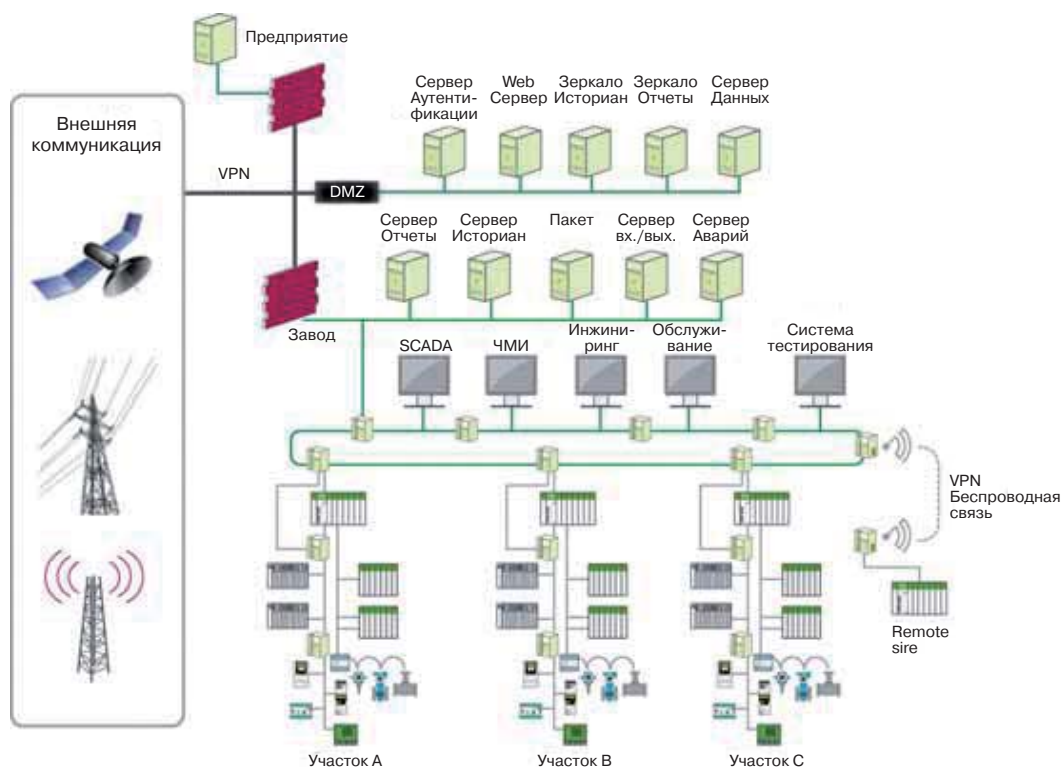 Предприятие
Внешняя
коммуникация
VPN
DMZ
Сервер
Аутенти-
фикации
Web
Сервер
Зеркало
Историан
Зеркало
Отчеты
Сервер
Данных
Сервер
Отчеты
Сервер
Историан
Пакет
Сервер
вх./вых.
Сервер
Аварий
Завод
SCADA
ЧМИ
Инжини-
ринг
Обслужи-
вание
Система
тестирования
VPN
Беспроводная
связь
Remote
sire
Участок А
Участок В
Участок С